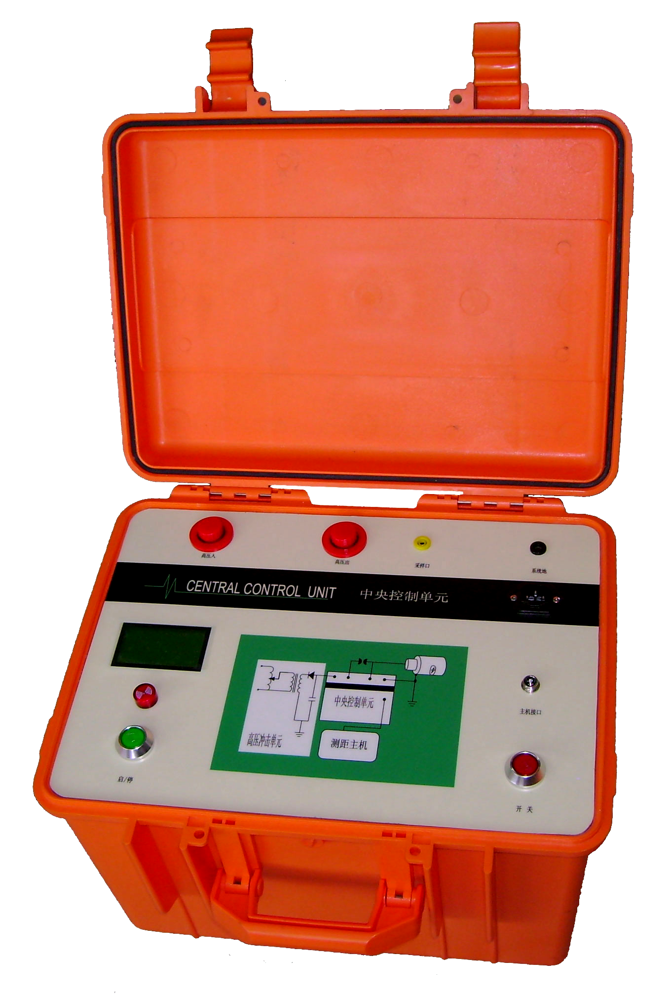 高压入
高压出
采样口
系统地
CENTRAL CONTROL UNIT 中央控制单元
中央控制单元
高压冲击单元
测距主机
主机接口
启/停
开 关